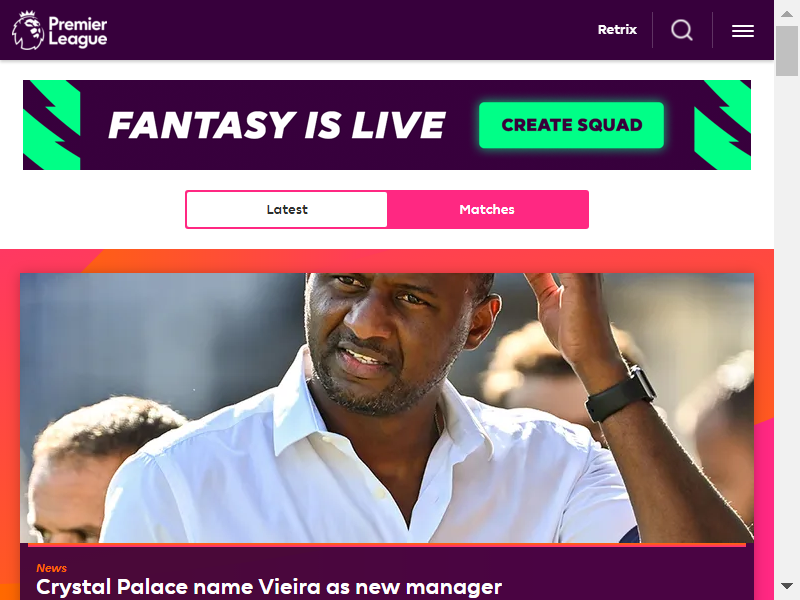 Premier
League
Retrix
FANTASY IS LIVE
CREATE SQUAD
Latest
Matches
News
Crystal Palace name Vieira as new manager